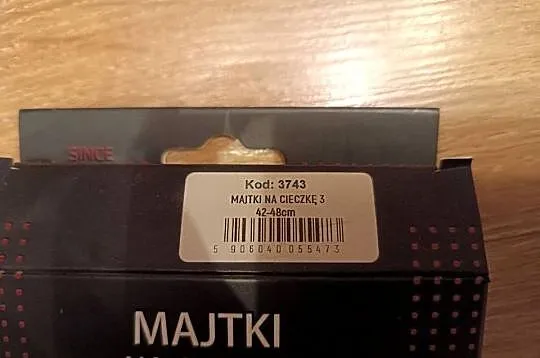 SINCE
Kod: 3743
MAJTKI NA CIECZKĘ 3
42-48cm
5 906040 055473
MAJTKI